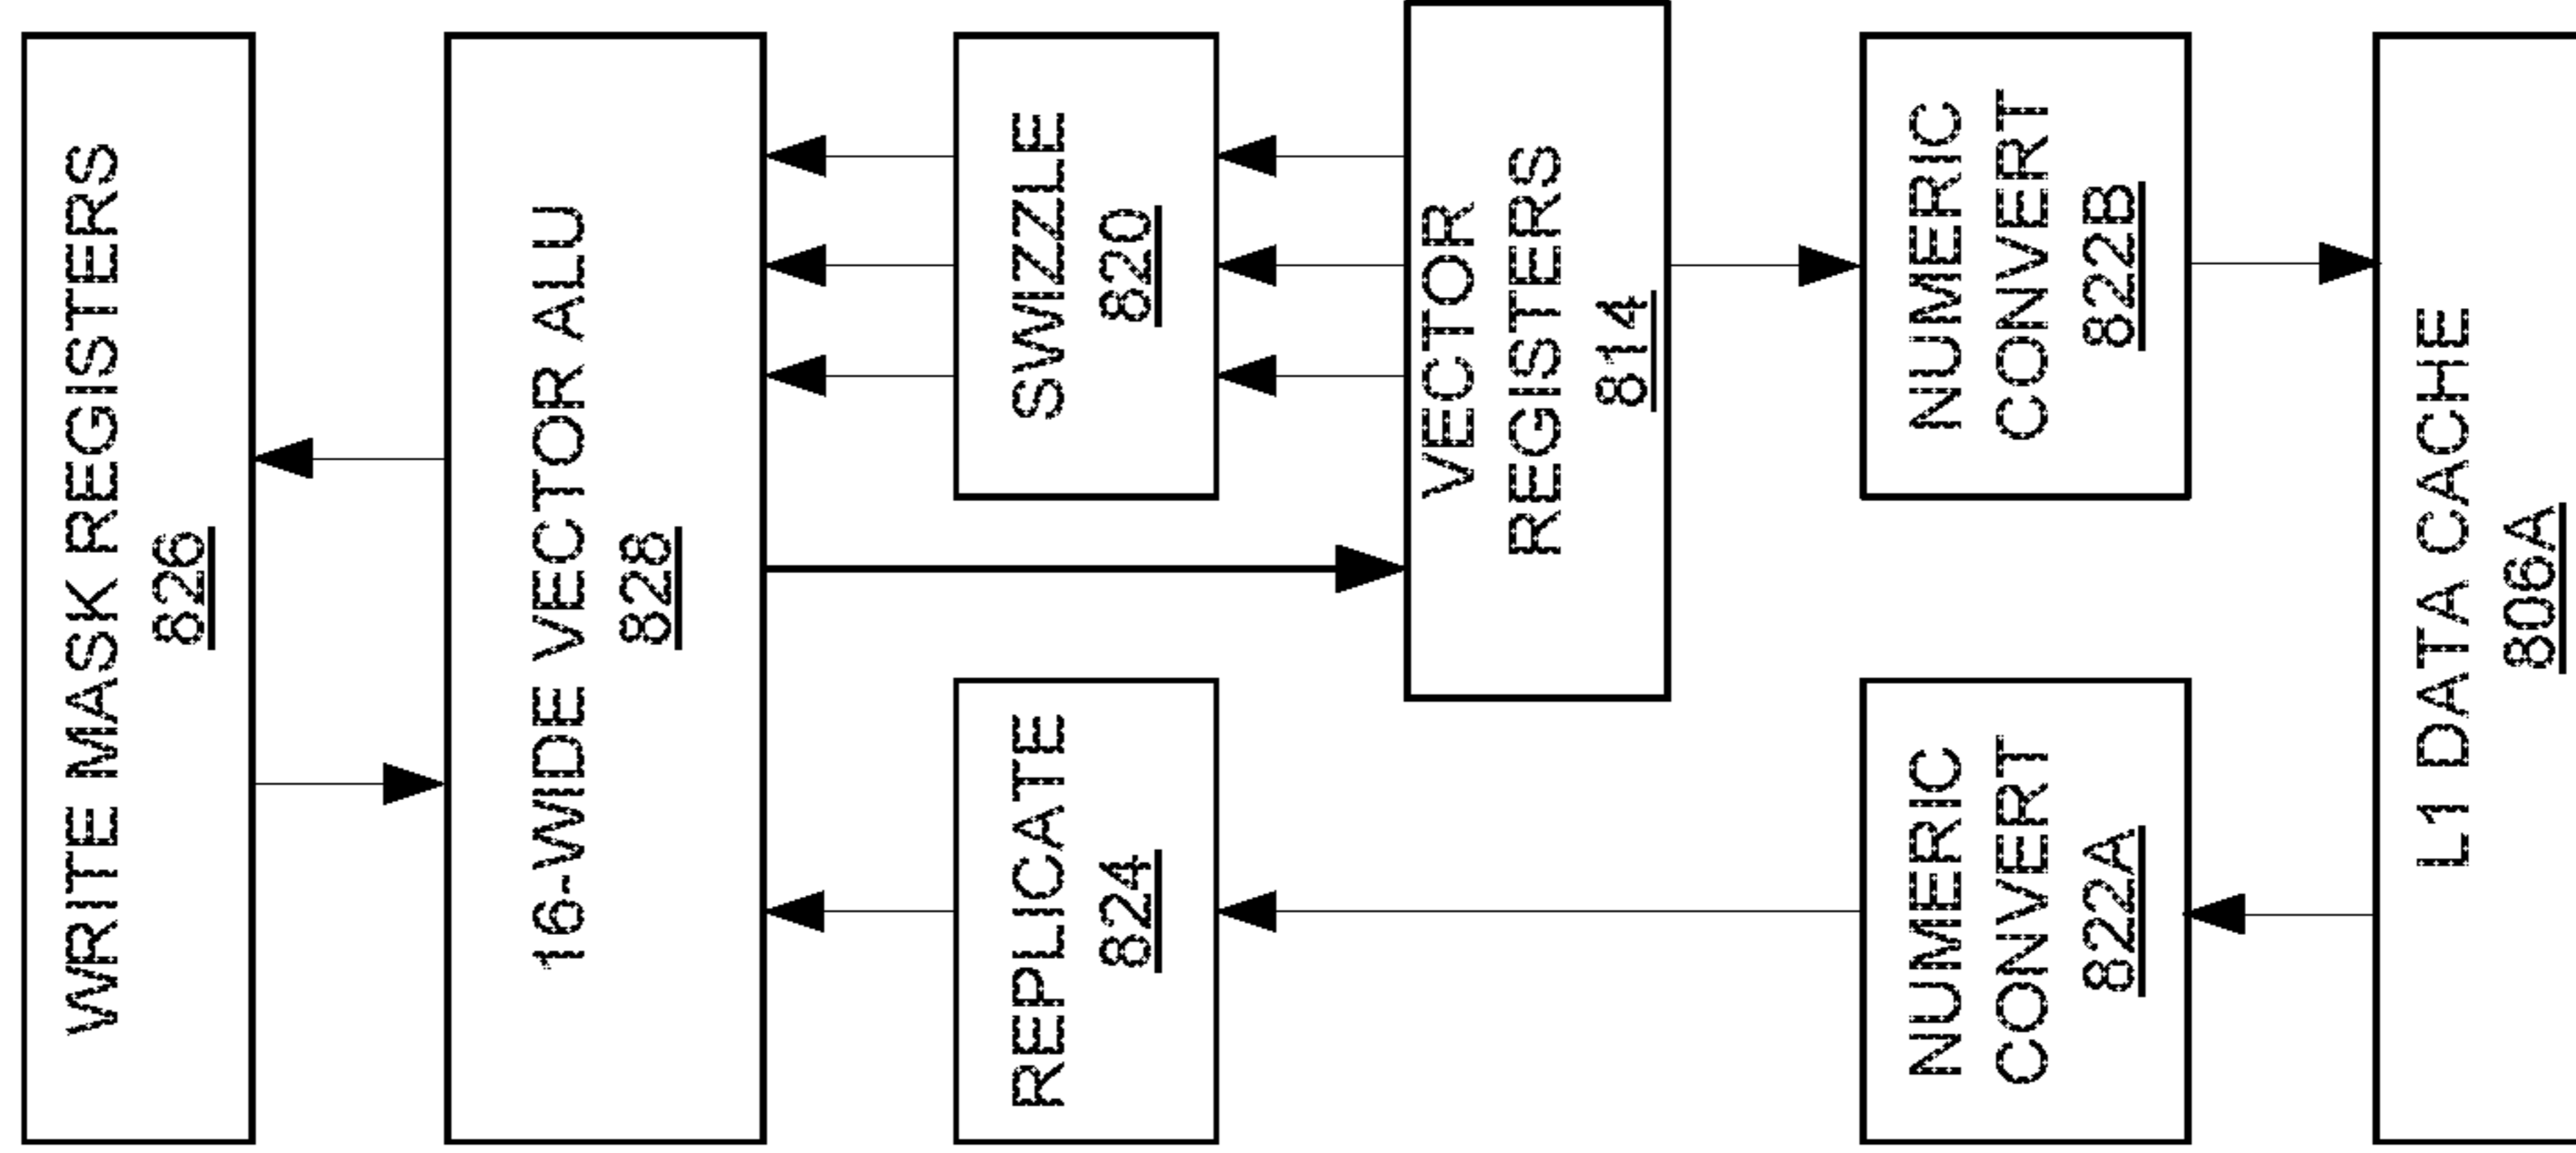 WRITE MASK REGISTERS
826
16-WIDE VECTOR ALU
828
REPLICATE
824
SWIZZLE
820
VECTOR
REGISTERS
814
NUMERIC
CONVERT
822A
NUMERIC
CONVERT
822B
L1 DATA CACHE
806A